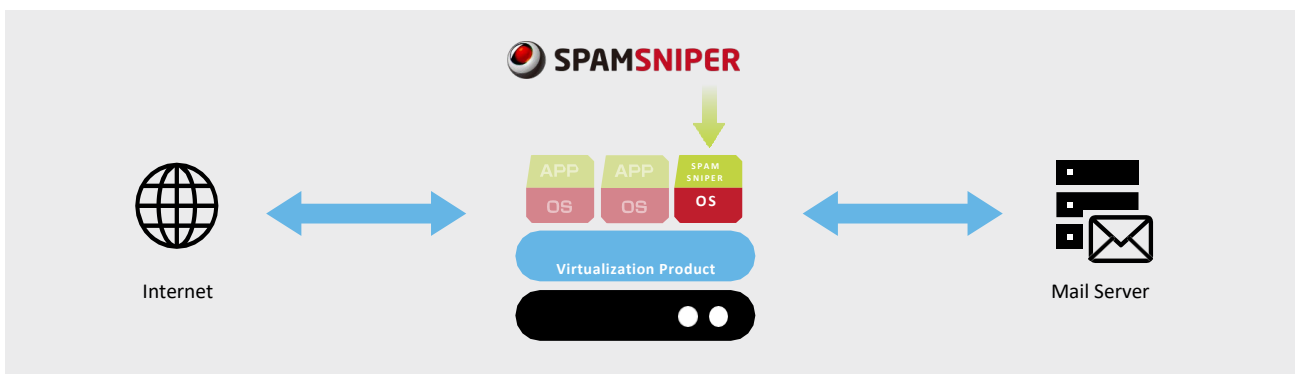 SPAMSNIPER
APP APP SPAM
SNIPER
OS OS OS
Virtualization Product
Internet
Mail Server